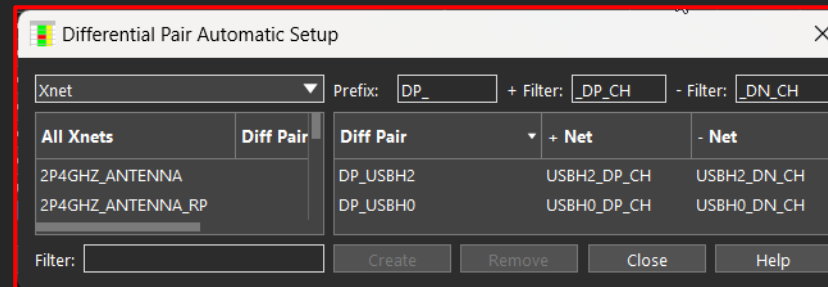 Differential Pair Automatic Setup
Xnet Prefix: DP_ + Filter: _DP_CH - Filter: _DN_CH
All Xnets Diff Pair Diff Pair + Net - Net
2P4GHZ_ANTENNA DP_USBH2 USBH2_DP_CH USBH2_DN_CH
2P4GHZ_ANTENNA_RP DP_USBH0 USBH0_DP_CH USBH0_DN_CH
Filter: Create Remove Close Help